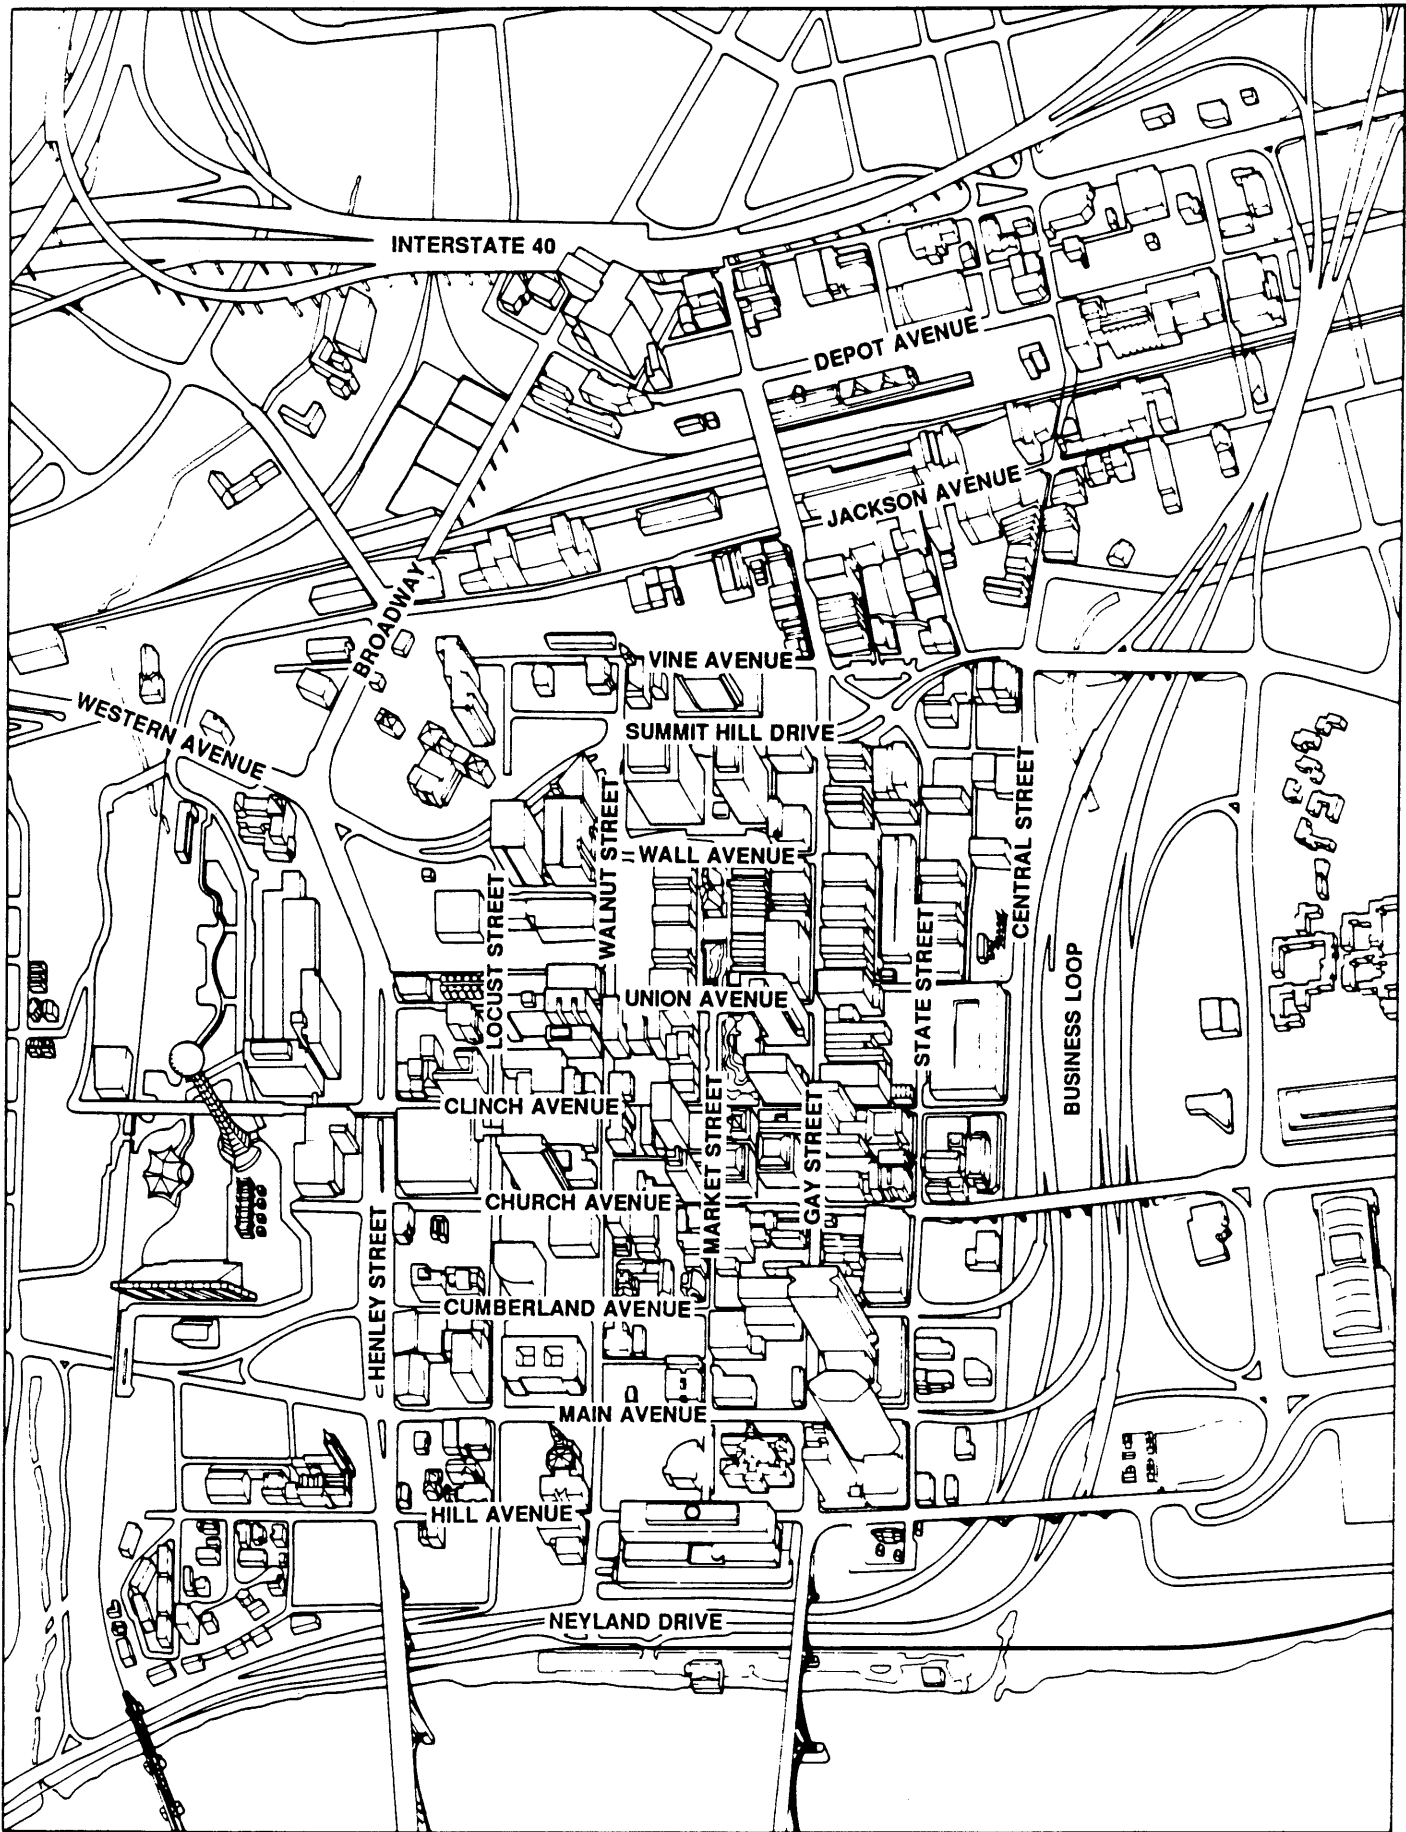 INTERSTATE 40
DEPOT AVENUE
JACKSON AVENUE
BROADWAY
VINE AVENUE
WESTERN AVENUE
SUMMIT HILL DRIVE
WALNUT STREET
CENTRAL STREET
WALL AVENUE
LOCUST STREET
STATE STREET
UNION AVENUE
BUSINESS LOOP
CLINCH AVENUE
MARKET STREET
GAY STREET
CHURCH AVENUE
HENLEY STREET
CUMBERLAND AVENUE
MAIN AVENUE
HILL AVENUE
NEYLAND DRIVE